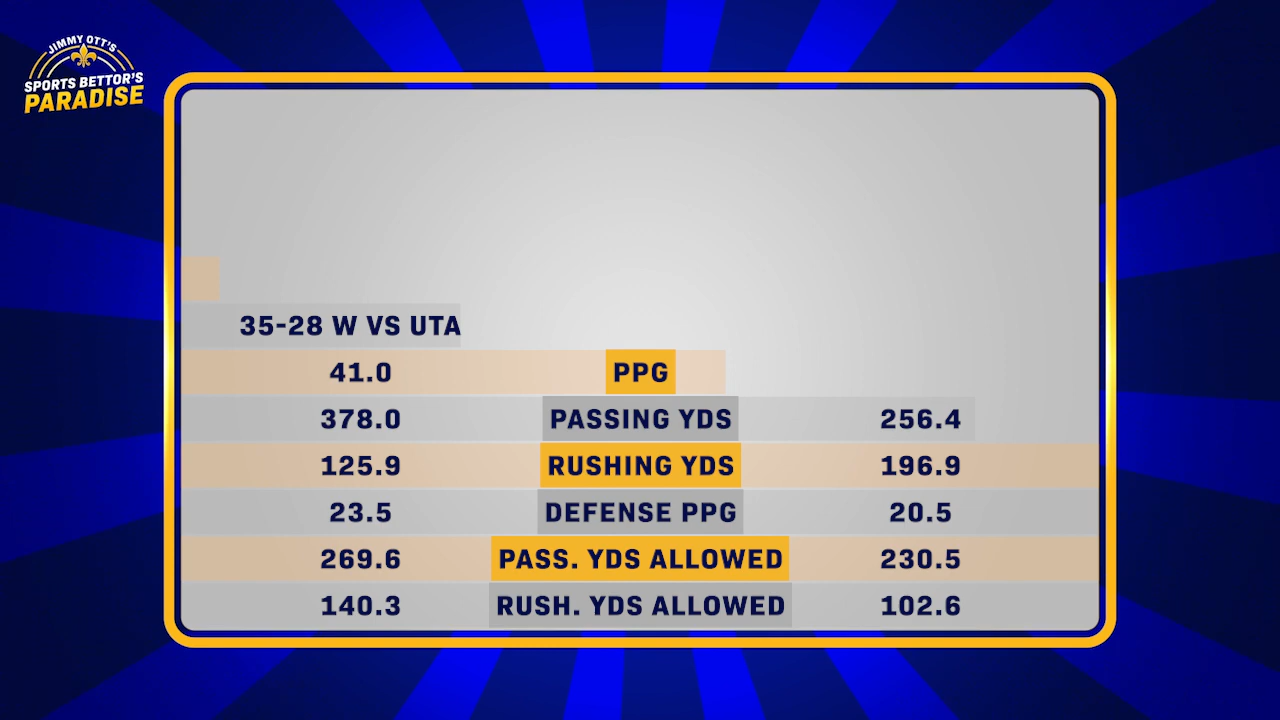 JIMMY OTT'S
SPORTS BETTOR'S
PARADISE
35-28 W VS UTA
41.0 PPG
378.0 PASSING YDS 256.4
125.9 RUSHING YDS 196.9
23.5 DEFENSE PPG 20.5
269.6 PASS. YDS ALLOWED 230.5
140.3 RUSH. YDS ALLOWED 102.6